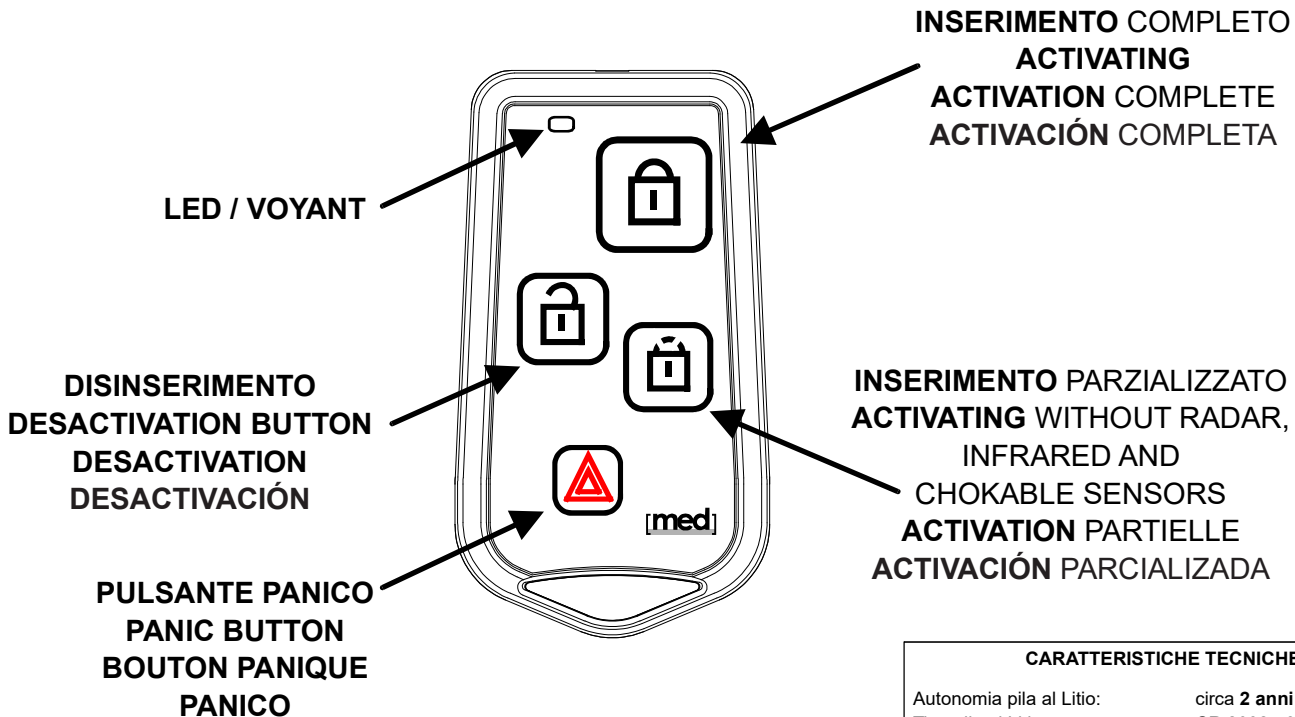 INSERIMENTO COMPLETO
ACTIVATING
ACTIVATION COMPLETE
ACTIVACIÓN COMPLETA
LED / VOYANT
DISINSERIMENTO
DESACTIVATION BUTTON
DESACTIVATION
DESACTIVACIÓN
INSERIMENTO PARZIALIZZATO
ACTIVATING WITHOUT RADAR,
INFRARED AND
CHOKABLE SENSORS
ACTIVATION PARTIELLE
ACTIVACIÓN PARCIALIZADA
[med]
PULSANTE PANICO
PANIC BUTTON
BOUTON PANIQUE
PANICO
CARATTERISTICHE TECNICHE
Autonomia pila al Litio: circa 2 anni